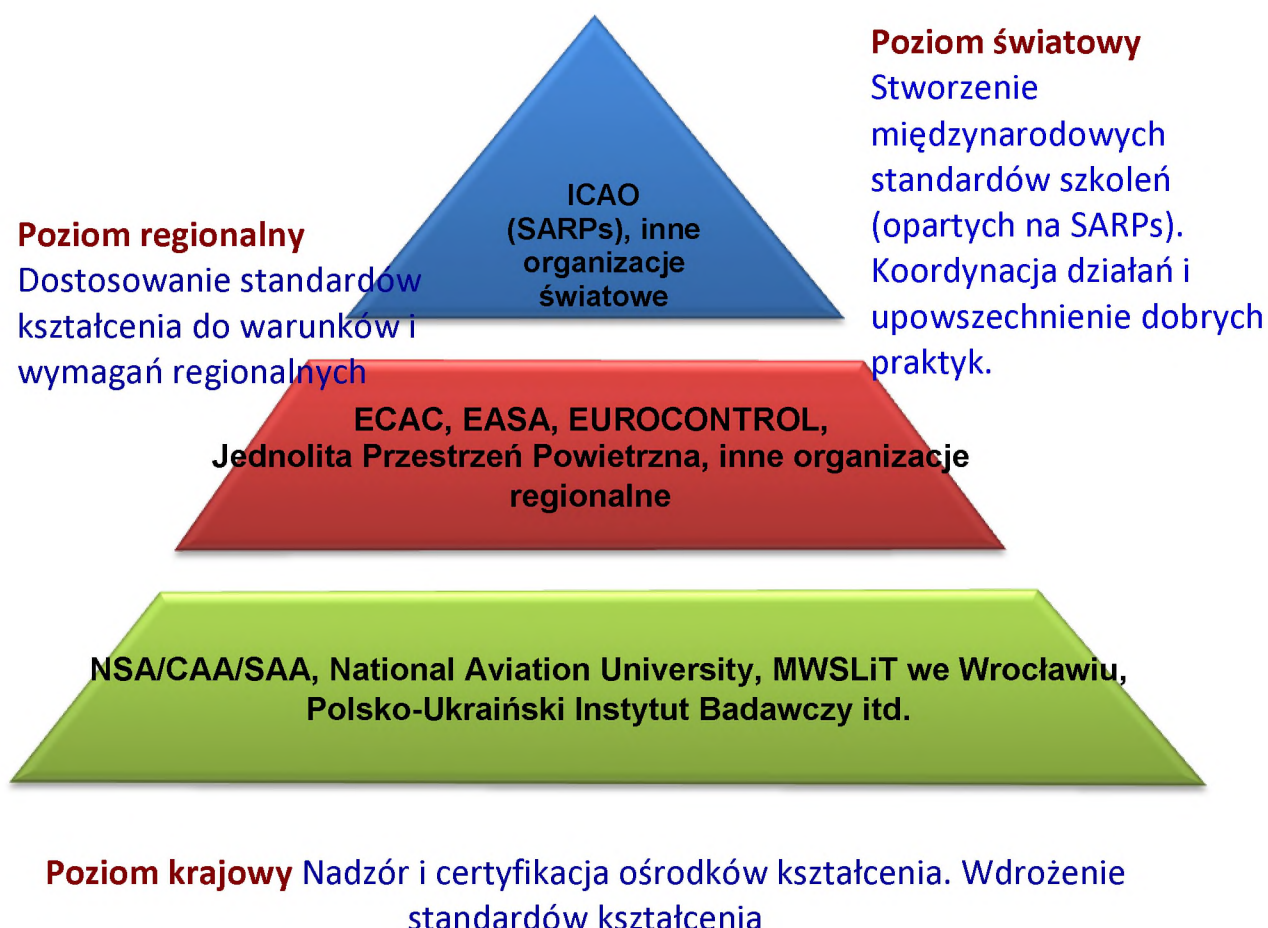 Poziom światowy
Stworzenie
międzynarodowych
standardów szkoleń
(opartych na SARPs).
Koordynacja działań i
upowszechnienie dobrych
praktyk.
ICAO
(SARPs), inne
organizacje
światowe
Poziom regionalny
Dostosowanie standardów
kształcenia do warunków i
wymagań regionalnych
ECAC, EASA, EUROCONTROL,
Jednolita Przestrzeń Powietrzna, inne organizacje
regionalne
NSA/CAA/SAA, National Aviation University, MWSLiT we Wrocławiu,
Polsko-Ukraiński Instytut Badawczy itd.
Poziom krajowy Nadzór i certyfikacja ośrodków kształcenia. Wdrożenie
standardów kształcenia